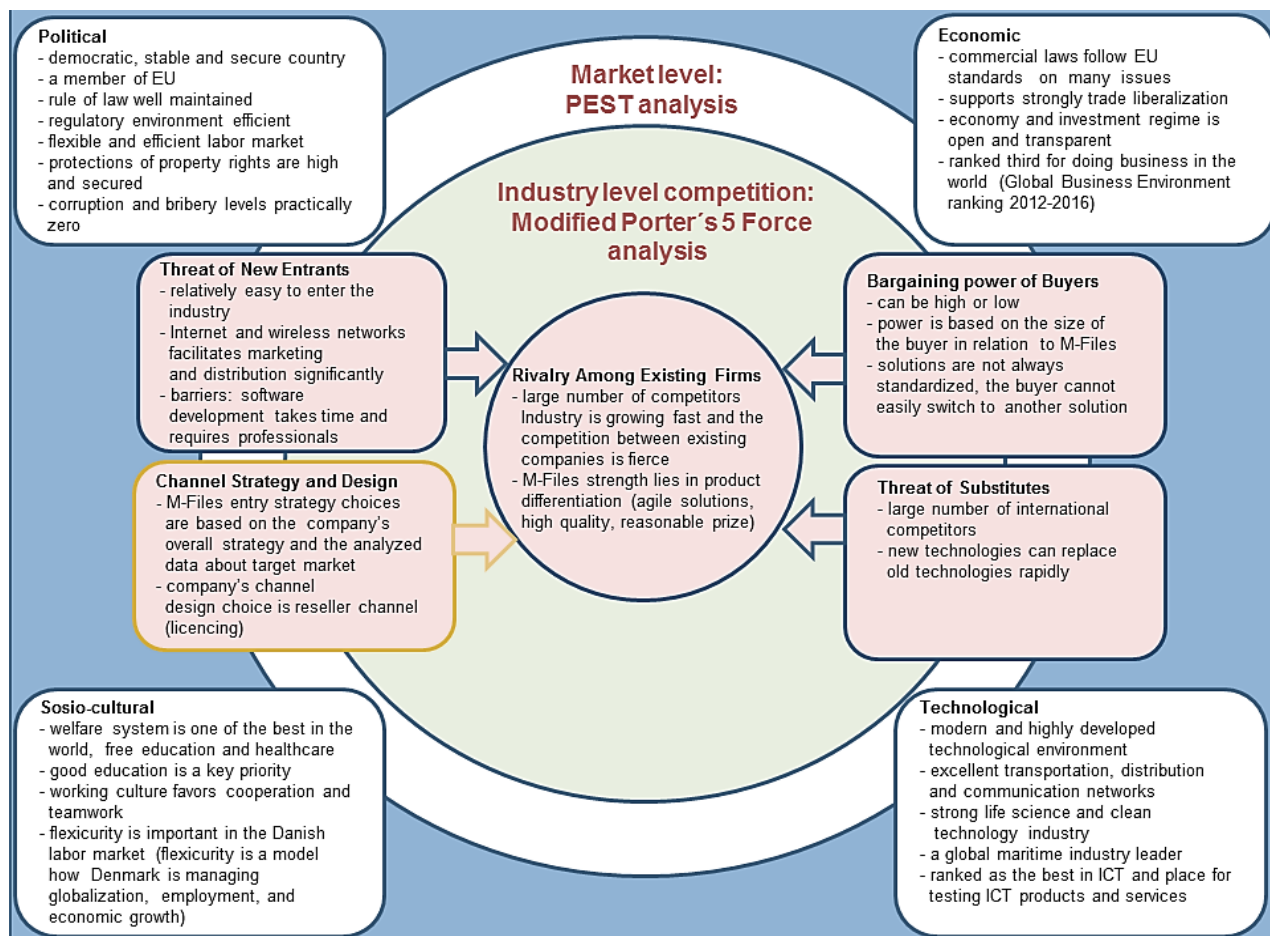 Political
- democratic, stable and secure country
- a member of EU
- rule of law well maintained
- regulatory environment efficient
- flexible and efficient labor market
- protections of property rights are high
and secured
- corruption and bribery levels practically
zero
Market level:
PEST analysis
Economic
- commercial laws follow EU
standards on many issues
- supports strongly trade liberalization
- economy and investment regime is
open and transparent
- ranked third for doing business in the
world (Global Business Environment
ranking 2012-2016)
Industry level competition:
Modified Porter´s 5 Force
analysis
Threat of New Entrants
- relatively easy to enter the
industry
- Internet and wireless networks
facilitates marketing
and distribution significantly
- barriers: software
development takes time and
requires professionals
Bargaining power of Buyers
- can be high or low
- power is based on the size of
the buyer in relation to M-Files
- solutions are not always
standardized, the buyer cannot
easily switch to another solution
Rivalry Among Existing Firms
- large number of competitors
Industry is growing fast and the
competition between existing
companies is fierce
- M-Files strength lies in product
differentiation (agile solutions,
high quality, reasonable prize)
Channel Strategy and Design
- M-Files entry strategy choices
are based on the company’s
overall strategy and the analyzed
data about target market
- company’s channel
design choice is reseller channel
(licencing)
Threat of Substitutes
- large number of international
competitors
- new technologies can replace
old technologies rapidly
Sosio-cultural
- welfare system is one of the best in the
world, free education and healthcare
- good education is a key priority
- working culture favors cooperation and
teamwork
- flexicurity is important in the Danish
labor market (flexicurity is a model
how Denmark is managing
globalization, employment, and
economic growth)
Technological
- modern and highly developed
technological environment
- excellent transportation, distribution
and communication networks
- strong life science and clean
technology industry
- a global maritime industry leader
- ranked as the best in ICT and place for
testing ICT products and services